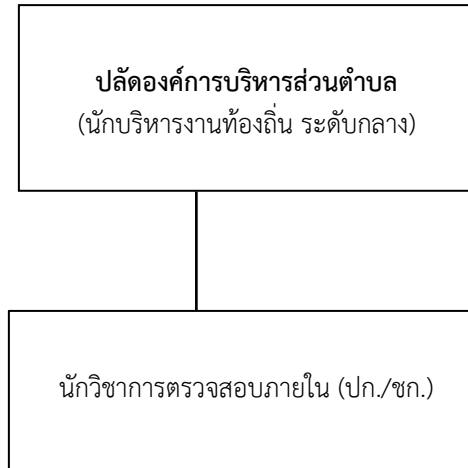 ปลัดองค์การบริหารส่วนตำบล
(นักบริหารงานท้องถิ่น ระดับกลาง)
นักวิชาการตรวจสอบภายใน (ปก./ชก.)